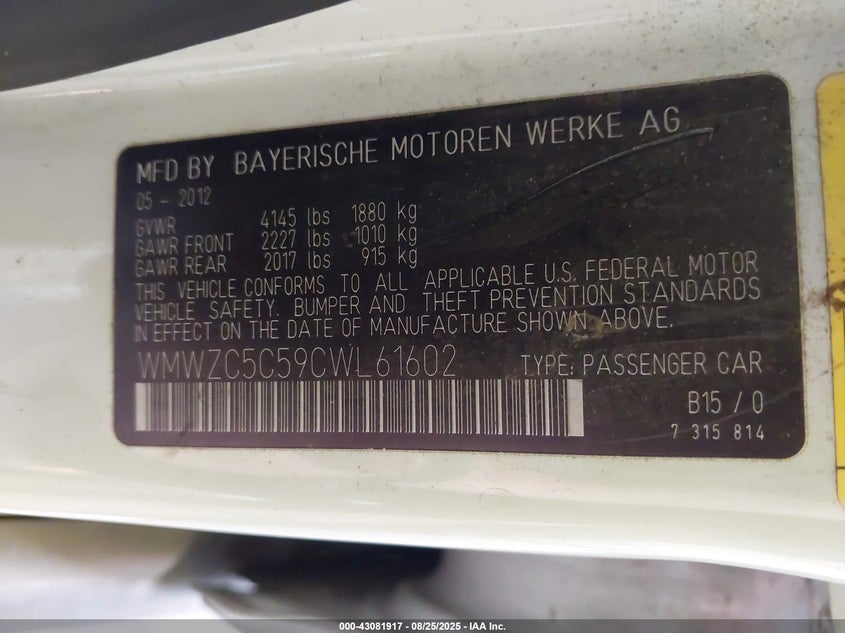 MFD BY BAYERISCHE MOTOREN WERKE AG
05 - 2012
GVWR 4145 lbs 1880 kg
GAWR FRONT 2227 lbs 1010 kg
GAWR REAR 2017 lbs 915 kg
THIS VEHICLE CONFORMS TO ALL APPLICABLE U.S. FEDERAL MOTOR
VEHICLE SAFETY. BUMPER AND THEFT PREVENTION STANDARDS
IN EFFECT ON THE DATE OF MANUFACTURE SHOWN ABOVE.
WMWZC5C59CWL61602 TYPE: PASSENGER CAR
B15 / 0
7 315 814
000-43081917 - 08/25/2025 - IAA Inc.